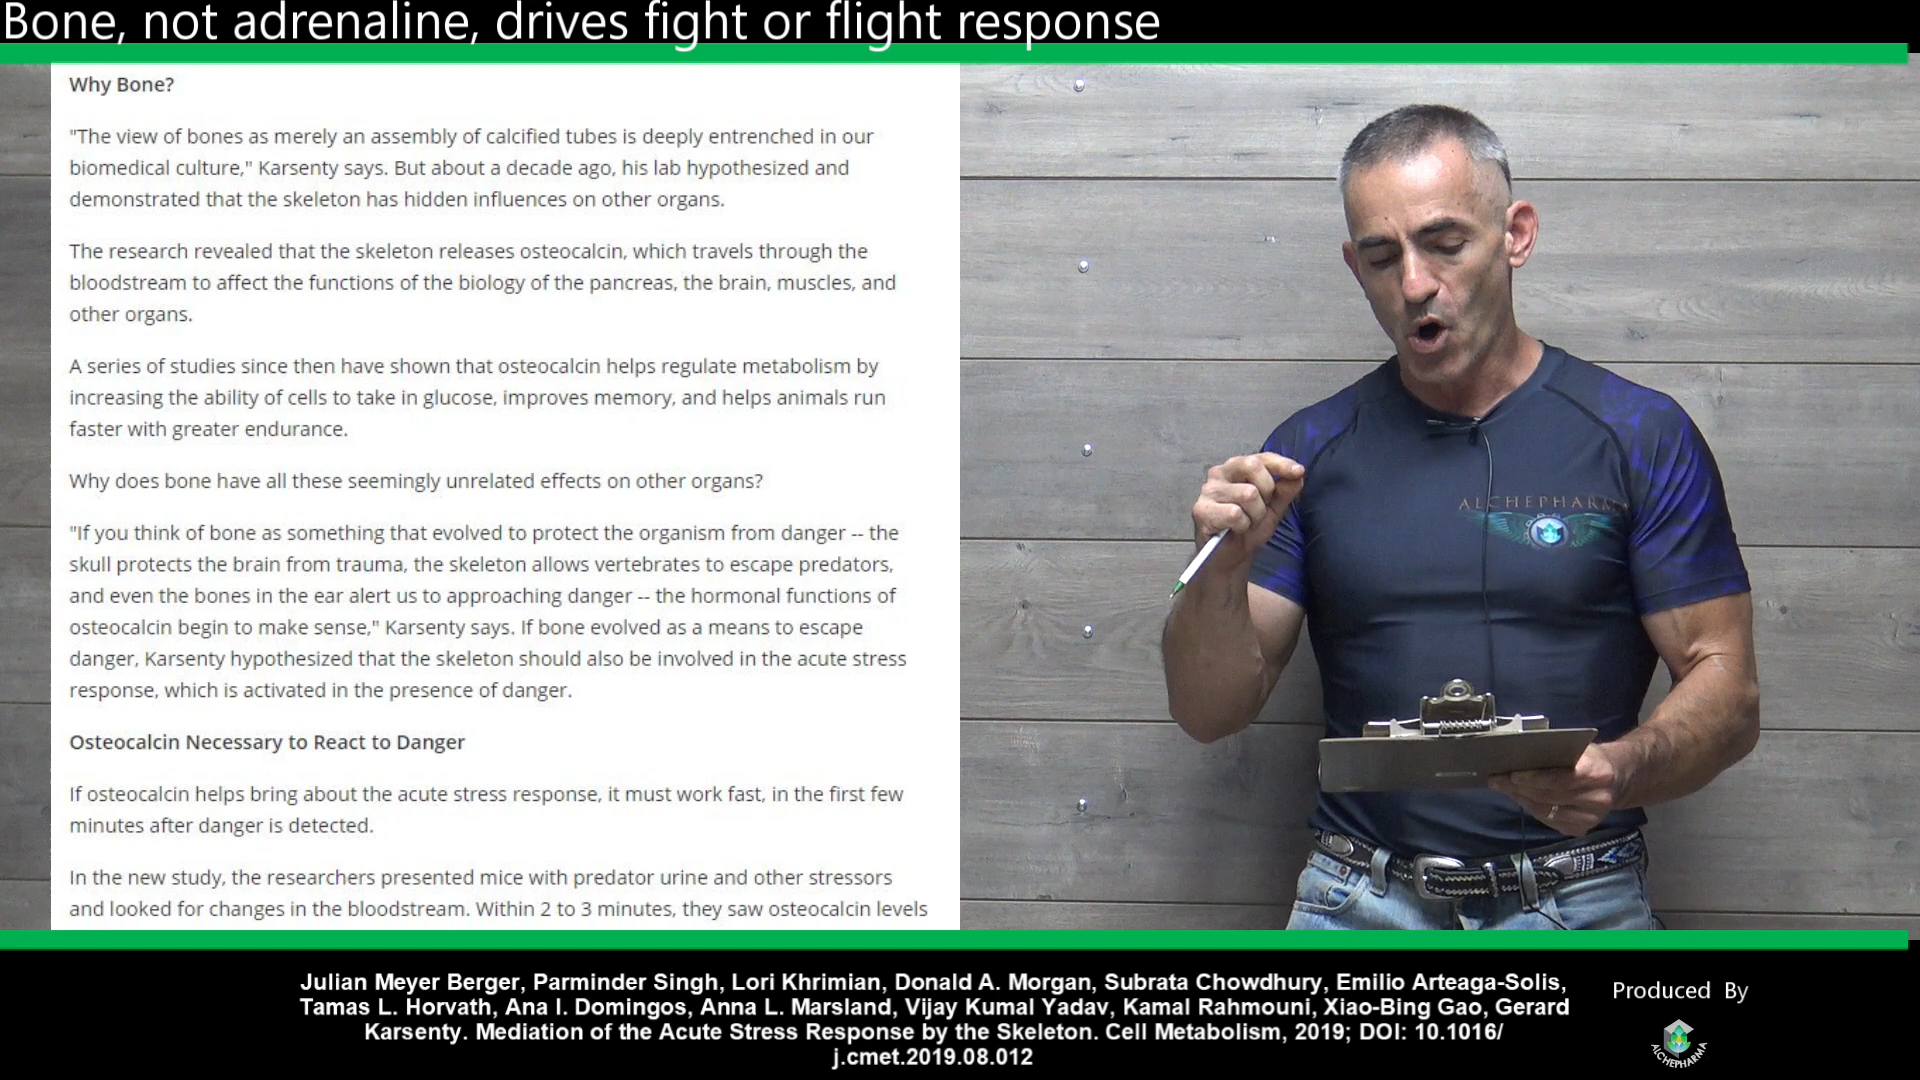 Bone, not adrenaline, drives fight or flight response
Why Bone?
"The view of bones as merely an assembly of calcified tubes is deeply entrenched in our
biomedical culture," Karsenty says. But about a decade ago, his lab hypothesized and
demonstrated that the skeleton has hidden influences on other organs.
The research revealed that the skeleton releases osteocalcin, which travels through the
bloodstream to affect the functions of the biology of the pancreas, the brain, muscles, and
other organs.
A series of studies since then have shown that osteocalcin helps regulate metabolism by
increasing the ability of cells to take in glucose, improves memory, and helps animals run
faster with greater endurance.
Why does bone have all these seemingly unrelated effects on other organs?
"If you think of bone as something that evolved to protect the organism from danger -- the
skull protects the brain from trauma, the skeleton allows vertebrates to escape predators,
and even the bones in the ear alert us to approaching danger -- the hormonal functions of
osteocalcin begin to make sense," Karsenty says. If bone evolved as a means to escape
danger, Karsenty hypothesized that the skeleton should also be involved in the acute stress
response, which is activated in the presence of danger.
Osteocalcin Necessary to React to Danger
If osteocalcin helps bring about the acute stress response, it must work fast, in the first few
minutes after danger is detected.
In the new study, the researchers presented mice with predator urine and other stressors
and looked for changes in the bloodstream. Within 2 to 3 minutes, they saw osteocalcin levels
ALCHEPHARMA
Julian Meyer Berger, Parminder Singh, Lori Khrimian, Donald A. Morgan, Subrata Chowdhury, Emilio Arteaga-Solis,
Tamas L. Horvath, Ana I. Domingos, Anna L. Marsland, Vijay Kumal Yadav, Kamal Rahmouni, Xiao-Bing Gao, Gerard
Karsenty. Mediation of the Acute Stress Response by the Skeleton. Cell Metabolism, 2019; DOI: 10.1016/
j.cmet.2019.08.012
Produced By
ALCHEPHARMA